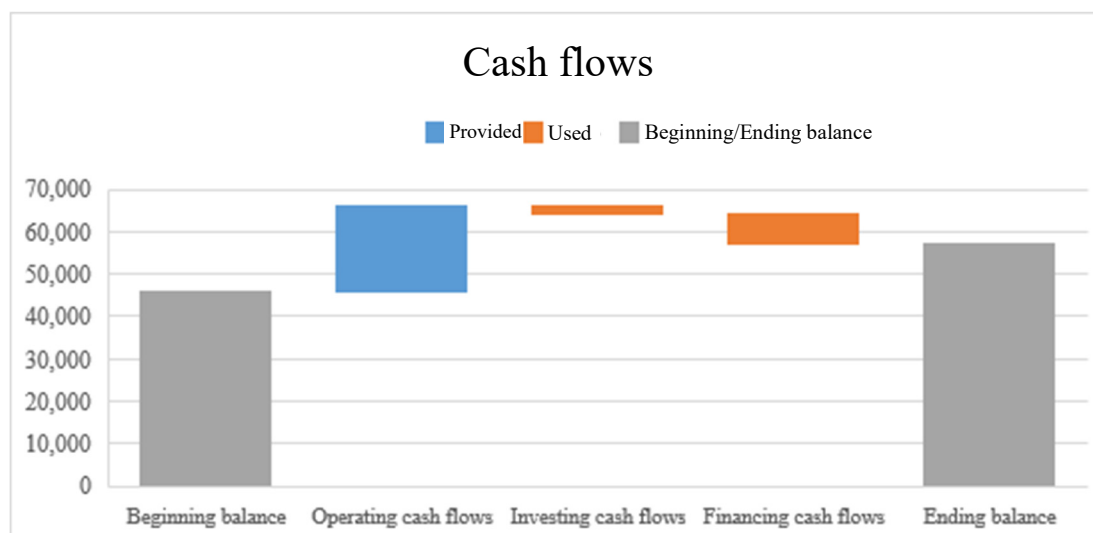 Cash flows
Provided Used Beginning/Ending balance
70,000
60,000
50,000
40,000
30,000
20,000
10,000
0
Beginning balance Operating cash flows Investing cash flows Financing cash flows Ending balance